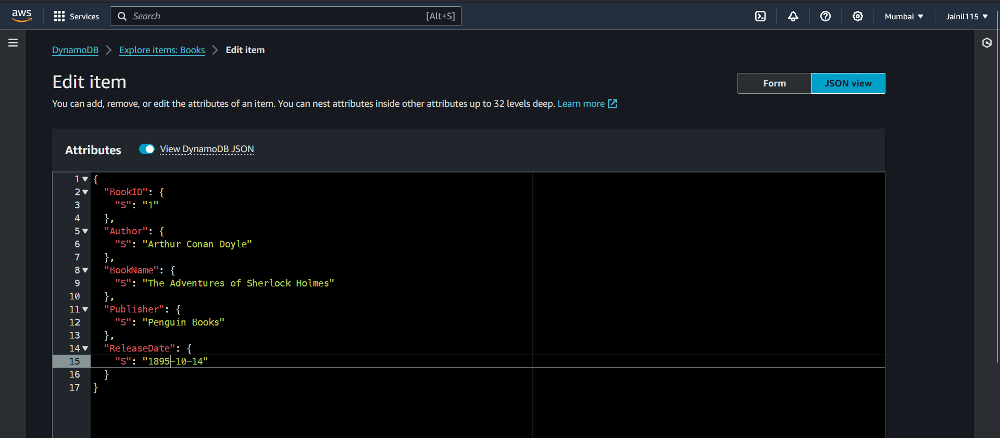 aws Services Search [Alt+S] Mumbai Jainil115
DynamoDB Explore items: Books Edit item
Edit item
Form JSON view
You can add, remove, or edit the attributes of an item. You can nest attributes inside other attributes up to 32 levels deep. Learn more
Attributes View DynamoDB JSON
1 {
2 "BookID": {
3 "S": "1"
4 },
5 "Author": {
6 "S": "Arthur Conan Doyle"
7 },
8 "BookName": {
9 "S": "The Adventures of Sherlock Holmes"
10 },
11 "Publisher": {
12 "S": "Penguin Books"
13 },
14 "ReleaseDate": {
15 "S": "1895-10-14"
16 }
17 }